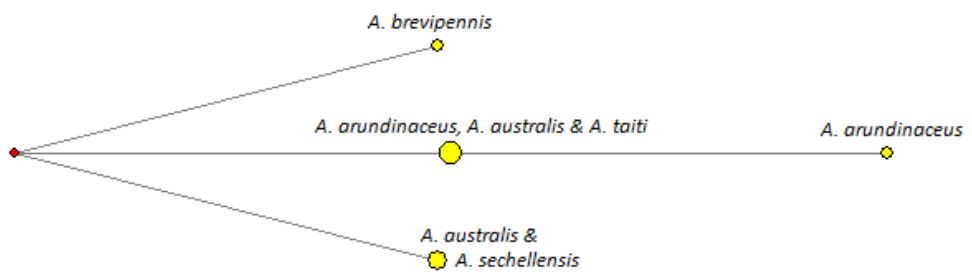 A. brevipennis
A. arundinaceus, A. australis & A. taiti
A. arundinaceus
A. australis &
A. sechellensis